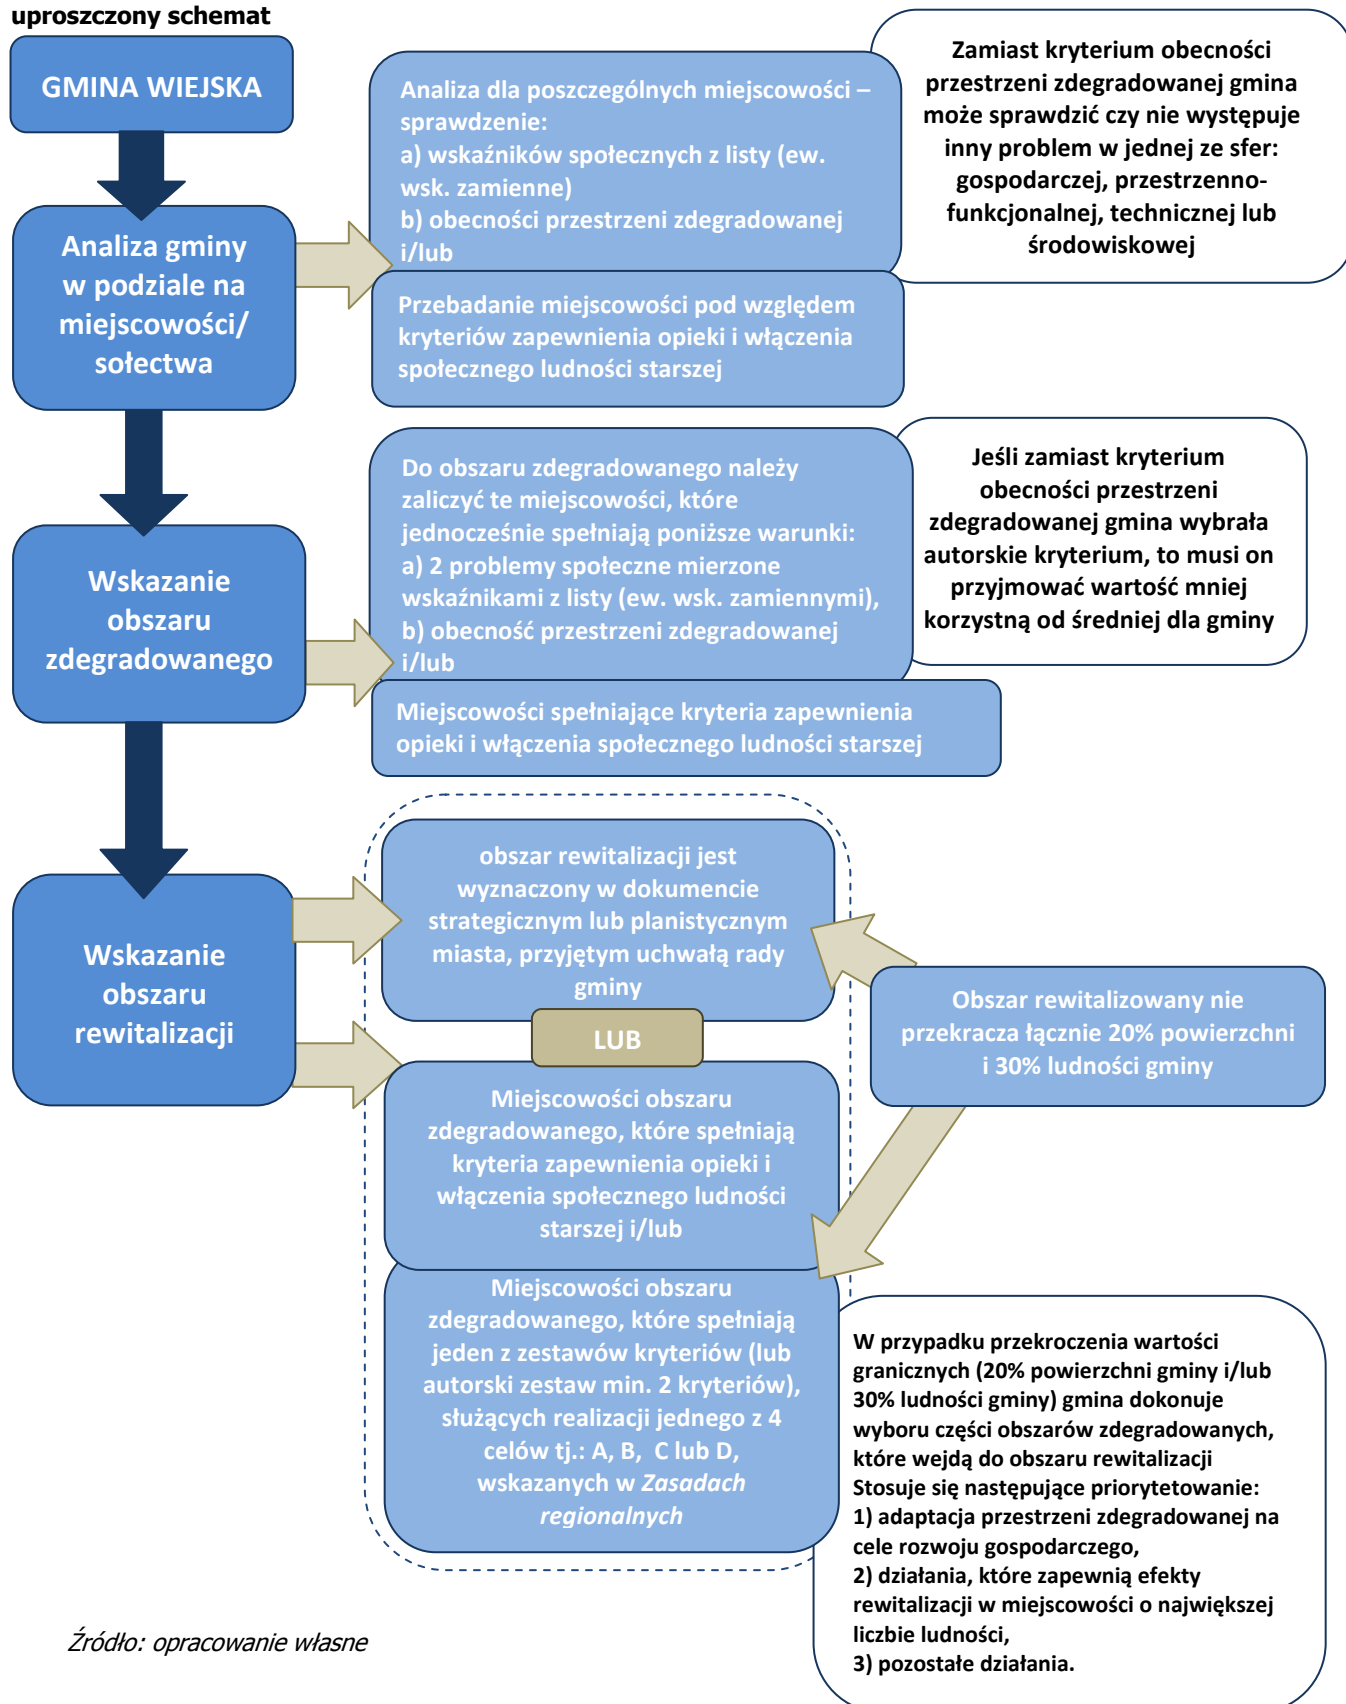 uproszczony schemat
GMINA WIEJSKA
Analiza dla poszczególnych miejscowości –
sprawdzenie:
a) wskaźników społecznych z listy (ew.
wsk. zamienne)
b) obecności przestrzeni zdegradowanej
i/lub
Zamiast kryterium obecności
przestrzeni zdegradowanej gmina
może sprawdzić czy nie występuje
inny problem w jednej ze sfer:
gospodarczej, przestrzenno-
funkcjonalnej, technicznej lub
środowiskowej
Analiza gminy
w podziale na
miejscowości/
sołectwa
Przebadanie miejscowości pod względem
kryteriów zapewnienia opieki i włączenia
społecznego ludności starszej
Do obszaru zdegradowanego należy
zaliczyć te miejscowości, które
jednocześnie spełniają poniższe warunki:
a) 2 problemy społeczne mierzone
wskaźnikami z listy (ew. wsk. zamiennymi),
b) obecność przestrzeni zdegradowanej
i/lub
Jeśli zamiast kryterium
obecności przestrzeni
zdegradowanej gmina wybrała
autorskie kryterium, to musi on
przyjmować wartość mniej
korzystną od średniej dla gminy
Wskazanie
obszaru
zdegradowanego
Miejscowości spełniające kryteria zapewnienia
opieki i włączenia społecznego ludności starszej
obszar rewitalizacji jest
wyznaczony w dokumencie
strategicznym lub planistycznym
miasta, przyjętym uchwałą rady
gminy
Wskazanie
obszaru
rewitalizacji
Obszar rewitalizowany nie
przekracza łącznie 20% powierzchni
i 30% ludności gminy
LUB
Miejscowości obszaru
zdegradowanego, które spełniają
kryteria zapewnienia opieki i
włączenia społecznego ludności
starszej i/lub
Miejscowości obszaru
zdegradowanego, które spełniają
jeden z zestawów kryteriów (lub
autorski zestaw min. 2 kryteriów),
służących realizacji jednego z 4
celów tj.: A, B, C lub D,
wskazanych w Zasadach
regionalnych
W przypadku przekroczenia wartości
granicznych (20% powierzchni gminy i/lub
30% ludności gminy) gmina dokonuje
wyboru części obszarów zdegradowanych,
które wejdą do obszaru rewitalizacji
Stosuje się następujące priorytetowanie:
1) adaptacja przestrzeni zdegradowanej na
cele rozwoju gospodarczego,
2) działania, które zapewnią efekty
rewitalizacji w miejscowości o największej
liczbie ludności,
3) pozostałe działania.
Źródło: opracowanie własne